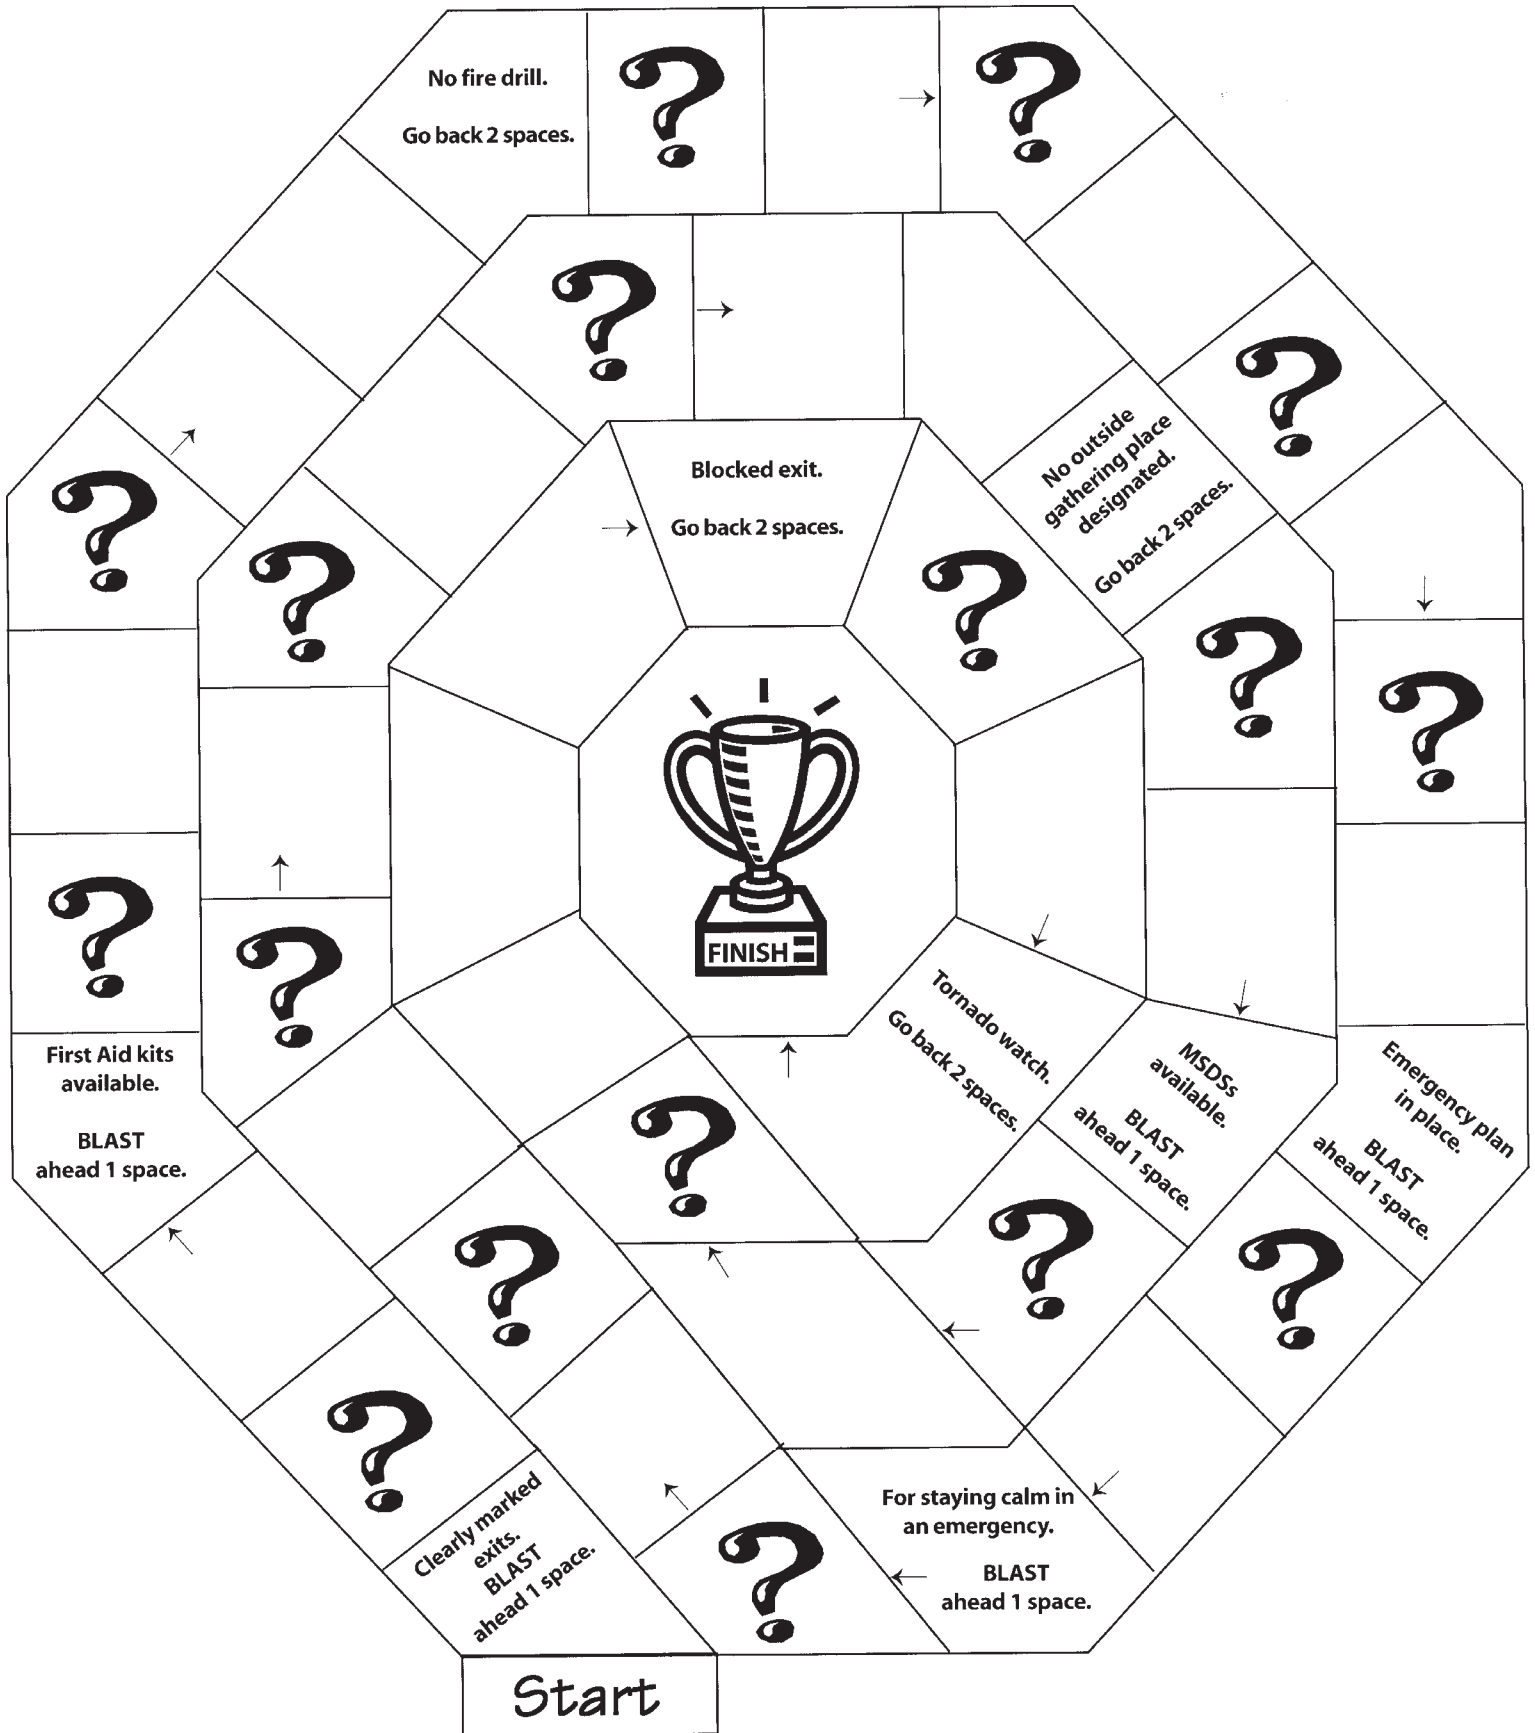 No fire drill.
Go back 2 spaces.
No outside
gathering place
designated.
Go back 2 spaces.
Blocked exit.
Go back 2 spaces.
FINISH
Tornado watch.
Go back 2 spaces.
MSDSs
available.
BLAST
ahead 1 space.
Emergency plan
in place.
BLAST
ahead 1 space.
First Aid kits
available.
BLAST
ahead 1 space.
Clearly marked
exits.
BLAST
ahead 1 space.
For staying calm in
an emergency.
BLAST
ahead 1 space.
Start